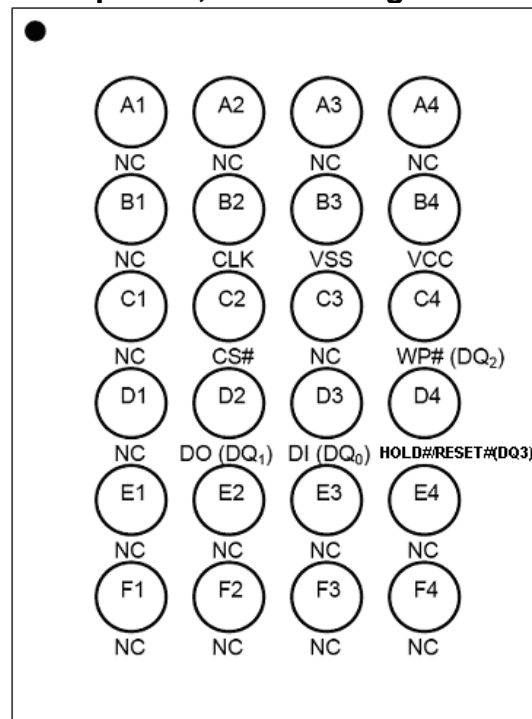 A1 A2 A3 A4
NC NC NC NC
B1 B2 B3 B4
NC CLK VSS VCC
C1 C2 C3 C4
NC CS# NC WP# (DQ2)
D1 D2 D3 D4
NC DO (DQ1) DI (DQ0) HOLD#/RESET#(DQ3)
E1 E2 E3 E4
NC NC NC NC
F1 F2 F3 F4
NC NC NC NC